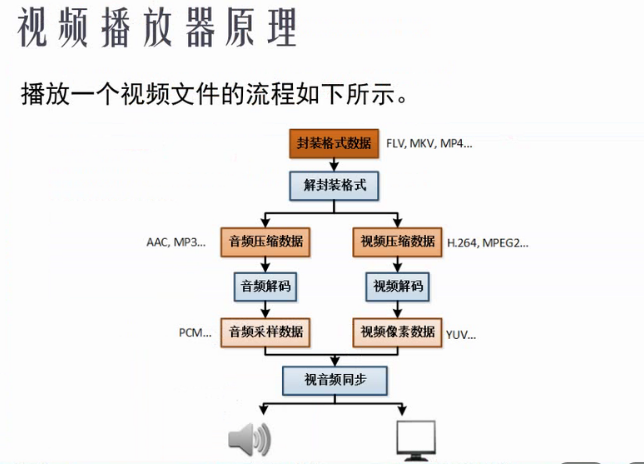 视频播放器原理
播放一个视频文件的流程如下所示。
封装格式数据 FLV, MKV, MP4...
解封装格式
AAC, MP3... 音频压缩数据 视频压缩数据 H.264, MPEG2...
音频解码 视频解码
PCM... 音频采样数据 视频像素数据 YUV...
视音频同步